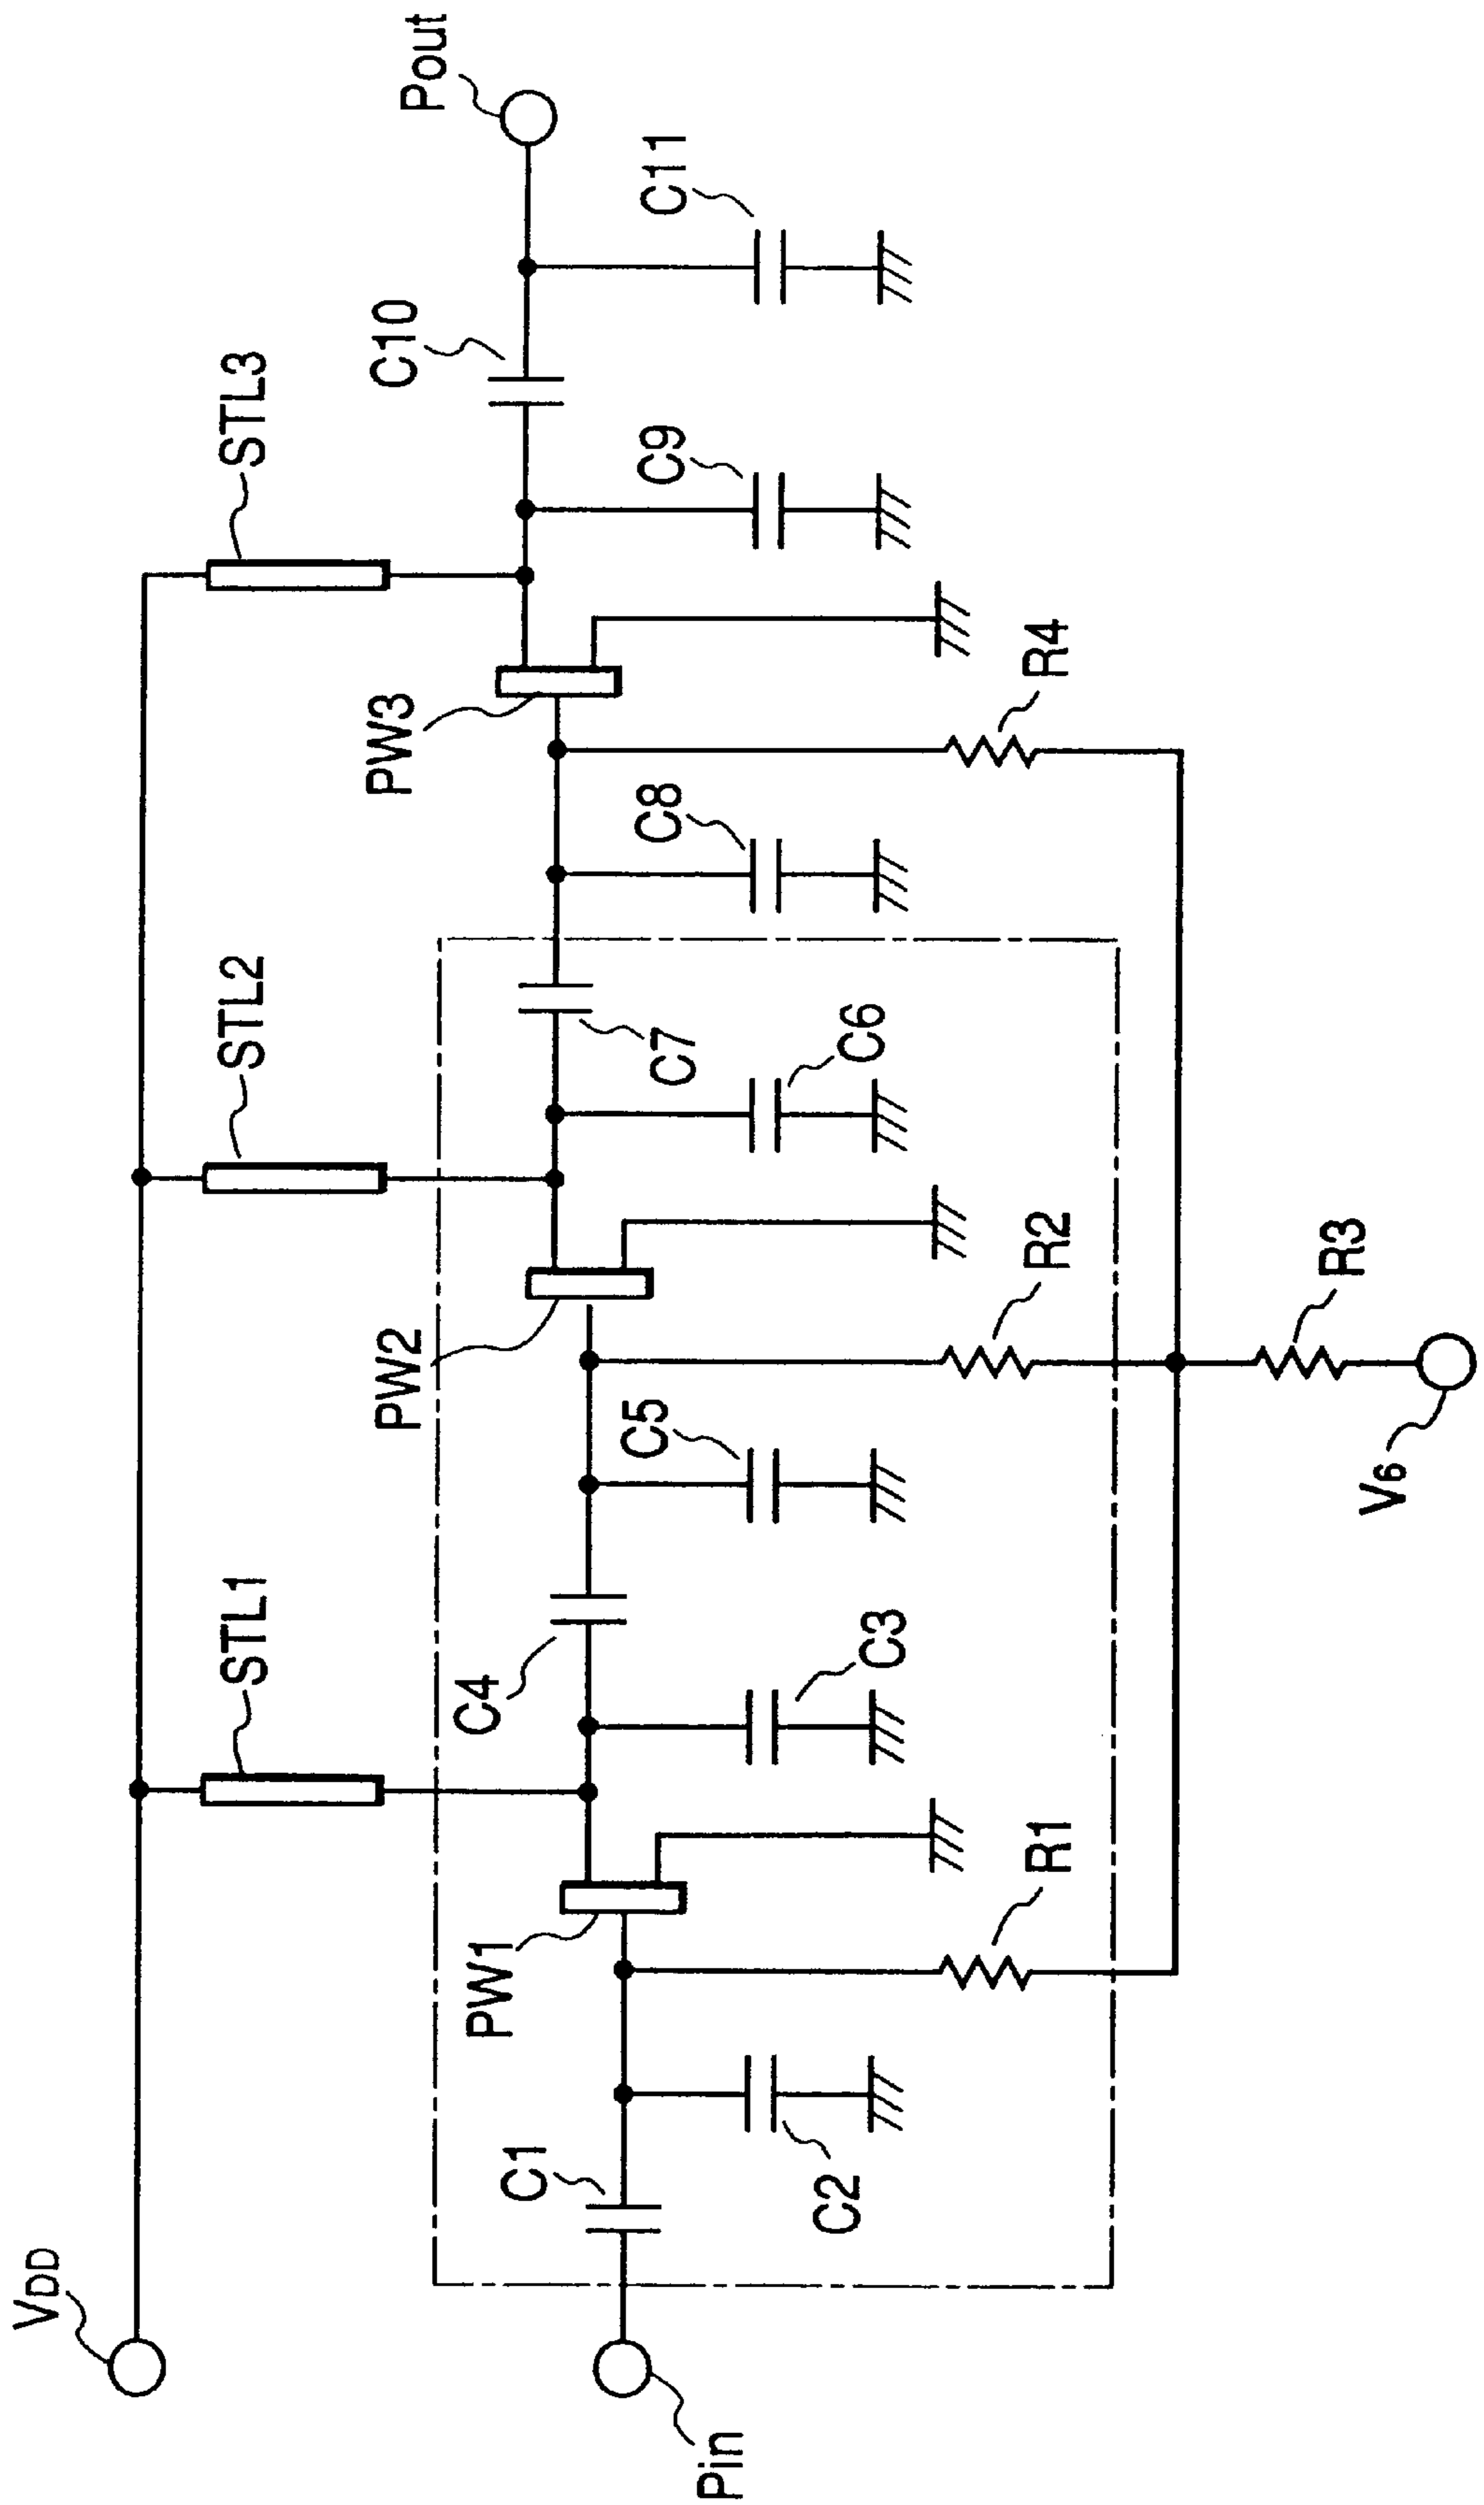 VDD
STL1
STL2
STL3
Pout
C10
C11
C9
PW3
C8
R4
C7
C6
PW2
R2
C5
C4
C3
PW1
R1
C1
C2
Pin
R3
V6